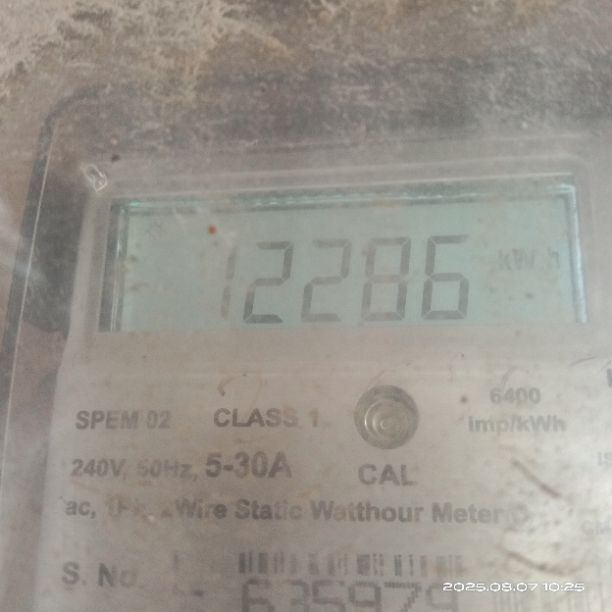 12286 kWh
6400
SPEM 02 CLASS 1 imp/kWh
240V, 50Hz, 5-30A CAL
ac, Wire Static Watthour Meter
S. No.
2025.08.07 10:25